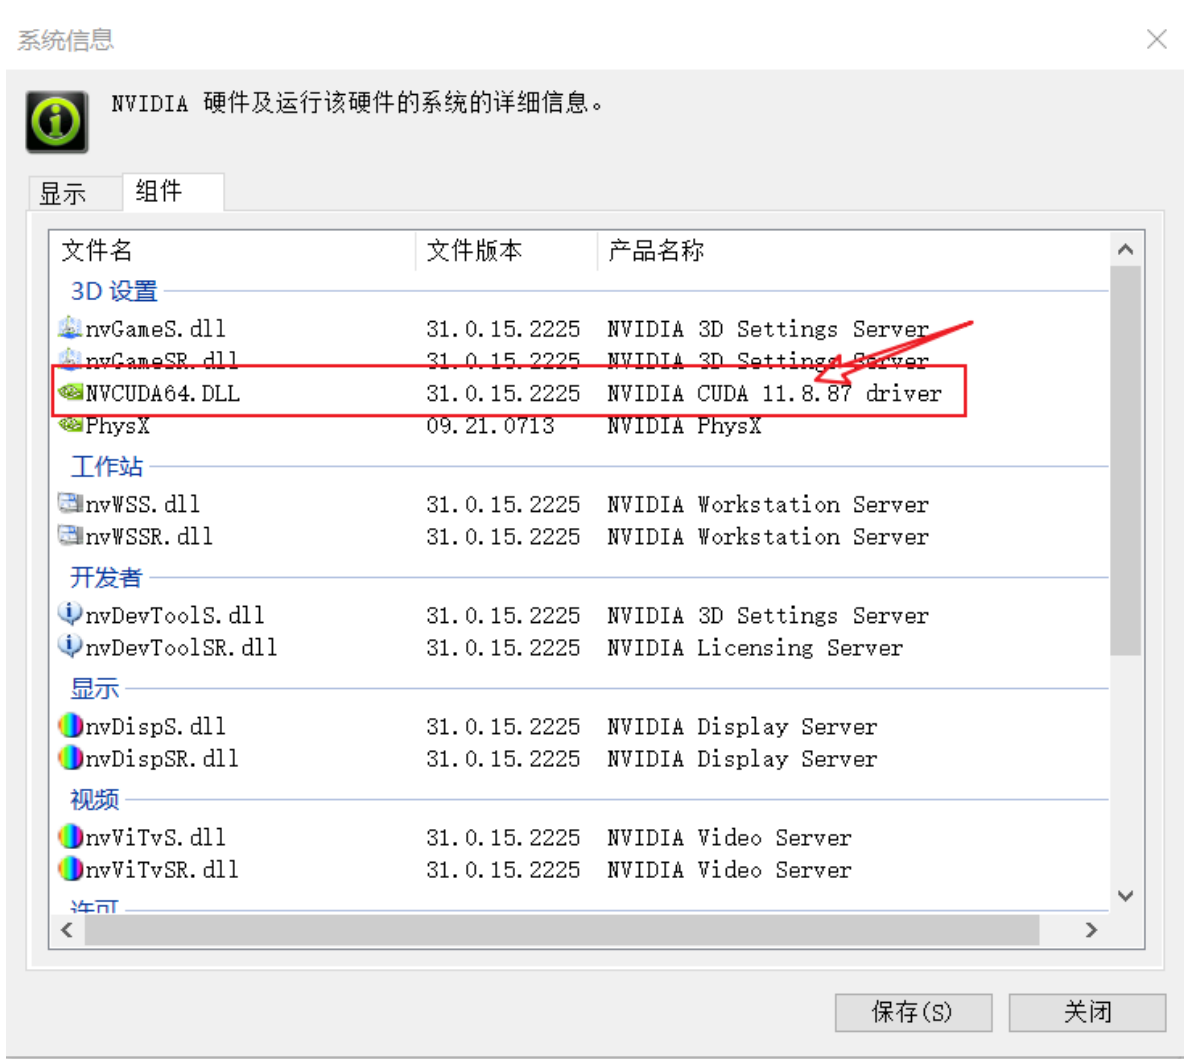 系统信息
NVIDIA 硬件及运行该硬件的系统的详细信息。
显示 组件
文件名 文件版本 产品名称
3D 设置
nvGameS.dll 31.0.15.2225 NVIDIA 3D Settings Server
nvGameSR.dll 31.0.15.2225 NVIDIA 3D Settings Server
NVCUDA64.DLL 31.0.15.2225 NVIDIA CUDA 11.8.87 driver
PhysX 09.21.0713 NVIDIA PhysX
工作站
nvWSS.dll 31.0.15.2225 NVIDIA Workstation Server
nvWSSR.dll 31.0.15.2225 NVIDIA Workstation Server
开发者
nvDevToolS.dll 31.0.15.2225 NVIDIA 3D Settings Server
nvDevToolSR.dll 31.0.15.2225 NVIDIA Licensing Server
显示
nvDispS.dll 31.0.15.2225 NVIDIA Display Server
nvDispSR.dll 31.0.15.2225 NVIDIA Display Server
视频
nvViTvS.dll 31.0.15.2225 NVIDIA Video Server
nvViTvSR.dll 31.0.15.2225 NVIDIA Video Server
许可
保存(S) 关闭